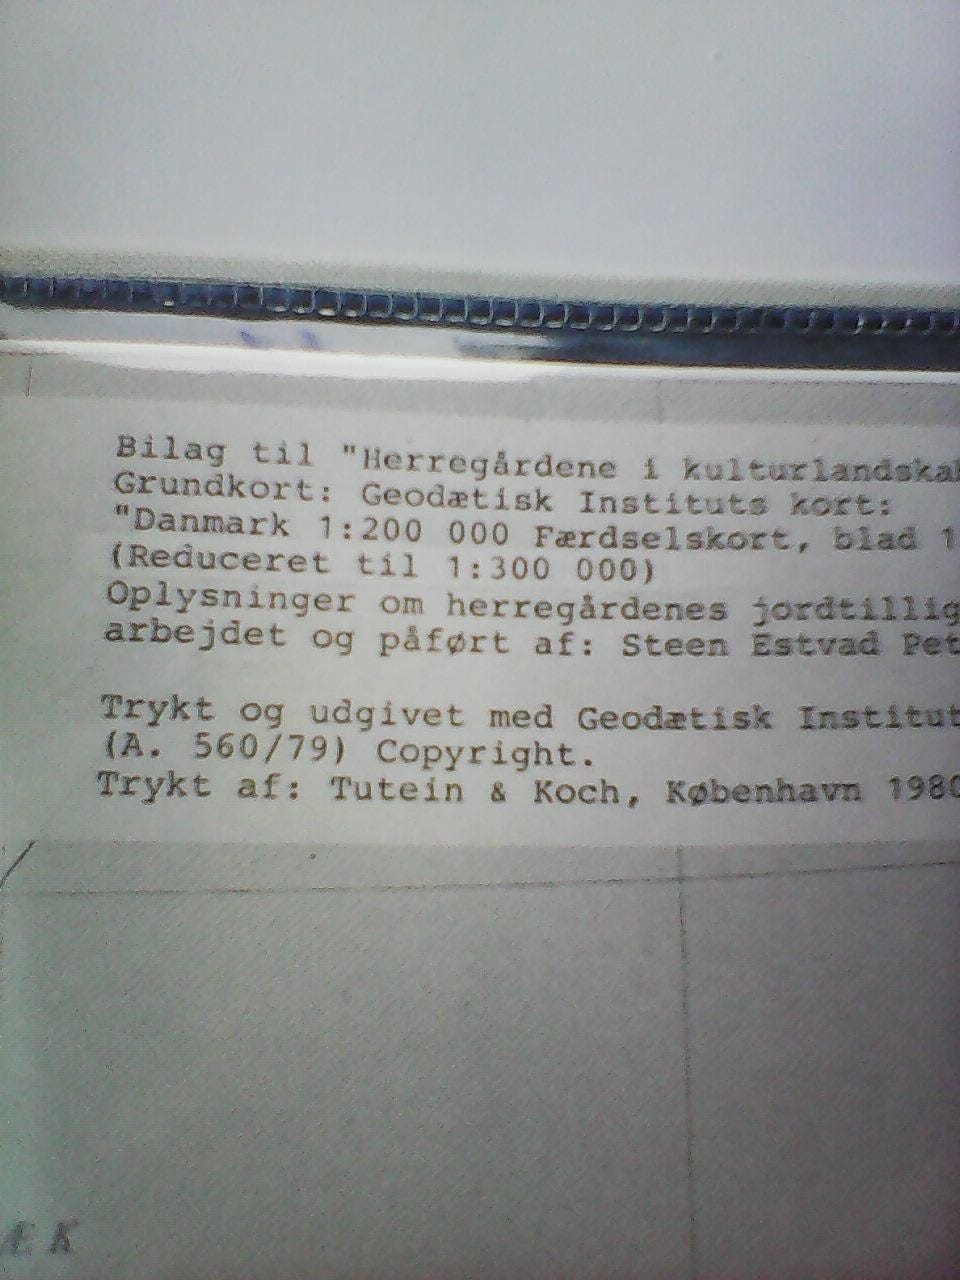 Bilag til "Herregårdene i kulturlandska
Grundkort: Geodætisk Instituts kort:
"Danmark 1:200 000 Færdselskort, blad 1
(Reduceret til 1:300 000)
Oplysninger om herregårdenes jordtillig
arbejdet og påført af: Steen Estvad Pet
Trykt og udgivet med Geodætisk Institut
(A. 560/79) Copyright.
Trykt af: Tutein & Koch, København 1980
Æ K